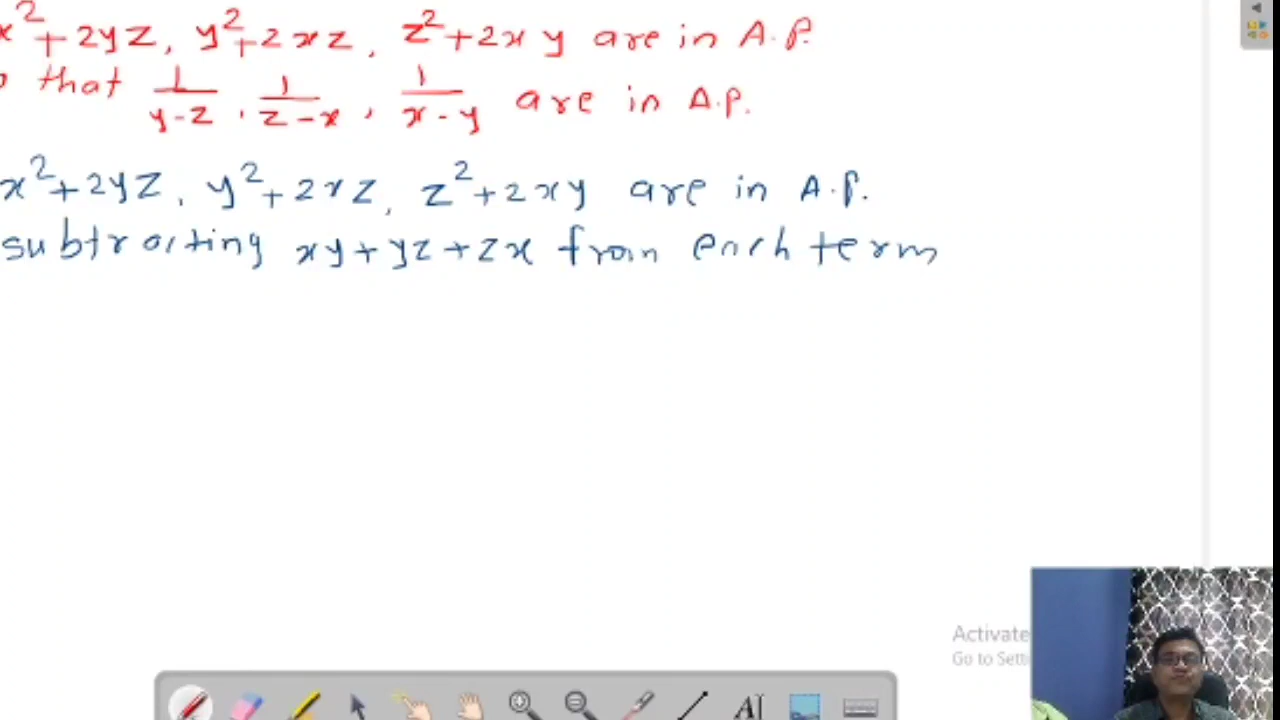 x²+2yz, y²+2xz, z²+2xy are in A.P.
that 1/(y-z), 1/(z-x), 1/(x-y) are in A.P.
x²+2yz, y²+2xz, z²+2xy are in A.P.
subtracting xy+yz+zx from each term
Activate
Go to Setti